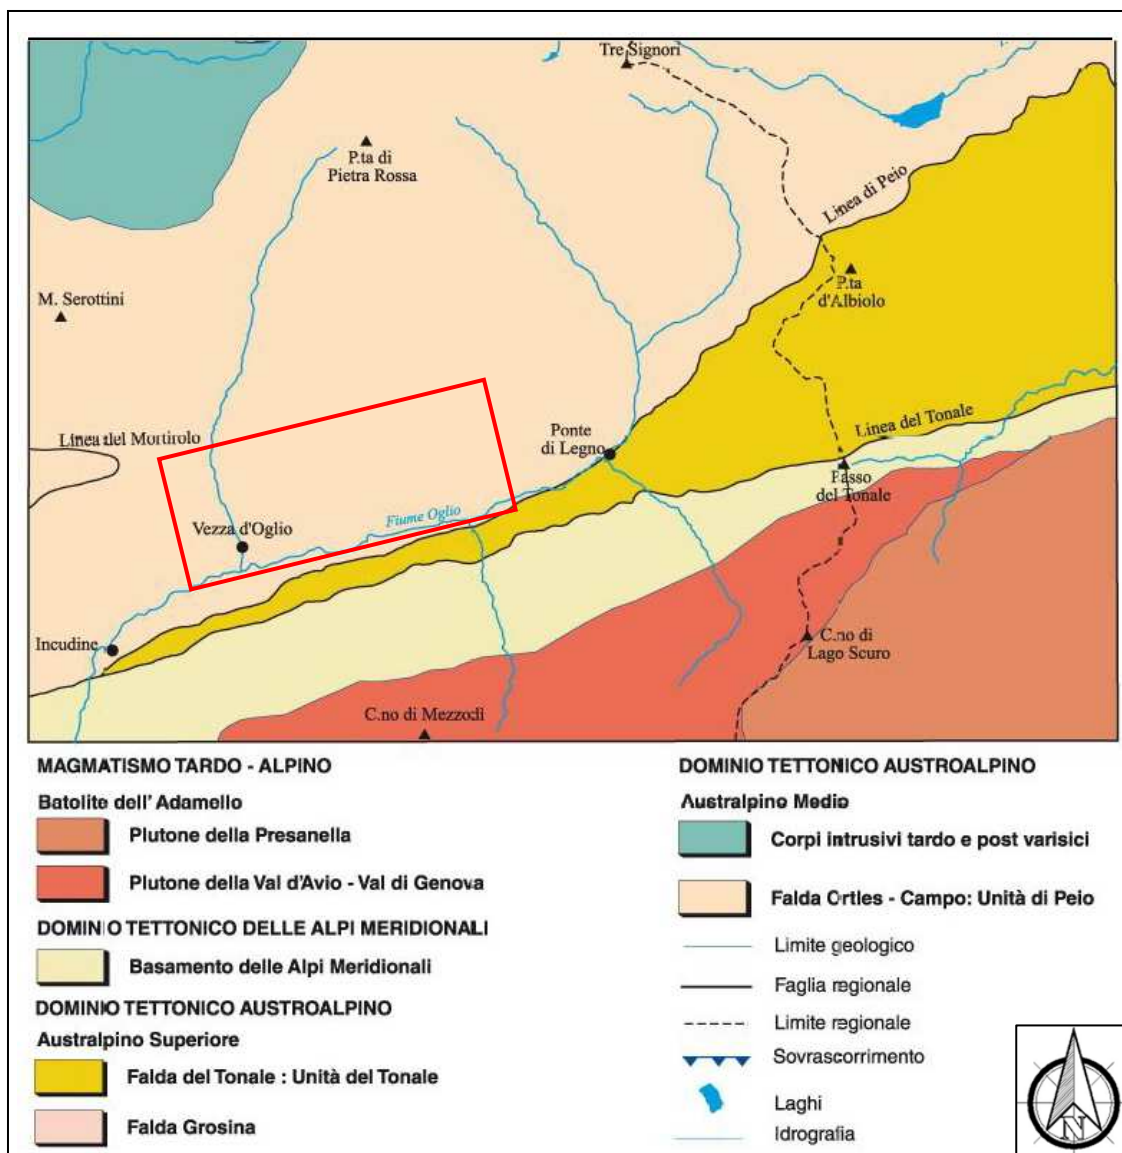 Tre Signori
P.ta di
Pietra Rossa
Linea di Peio
M. Serottini
P.ta
d'Albiolo
Linea del Mortirolo
Ponte
di Legno
Linea del Tonale
Passo
del Tonale
Vezza d'Oglio
Fiume Oglio
Incudine
C.no di
Lago Scuro
C.no di Mezzodì
MAGMATISMO TARDO - ALPINO
Batolite dell' Adamello
Plutone della Presanella
Plutone della Val d'Avio - Val di Genova
DOMINIO TETTONICO DELLE ALPI MERIDIONALI
Basamento delle Alpi Meridionali
DOMINIO TETTONICO AUSTROALPINO
Australpino Superiore
Falda del Tonale : Unità del Tonale
Falda Grosina
DOMINIO TETTONICO AUSTROALPINO
Australpino Medio
Corpi intrusivi tardo e post varisici
Falda Ortles - Campo: Unità di Peio
Limite geologico
Faglia regionale
Limite regionale
Sovrascorrimento
Laghi
Idrografia
N